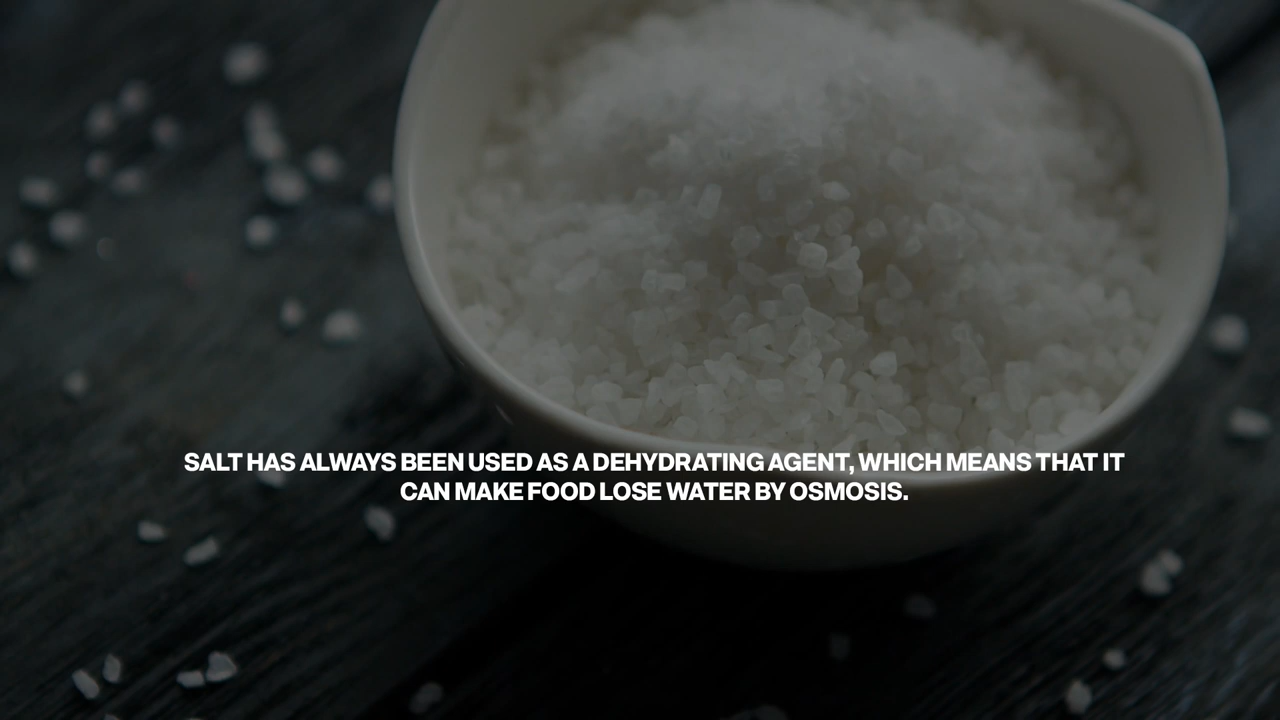 SALT HAS ALWAYS BEEN USED AS A DEHYDRATING AGENT, WHICH MEANS THAT IT
CAN MAKE FOOD LOSE WATER BY OSMOSIS.